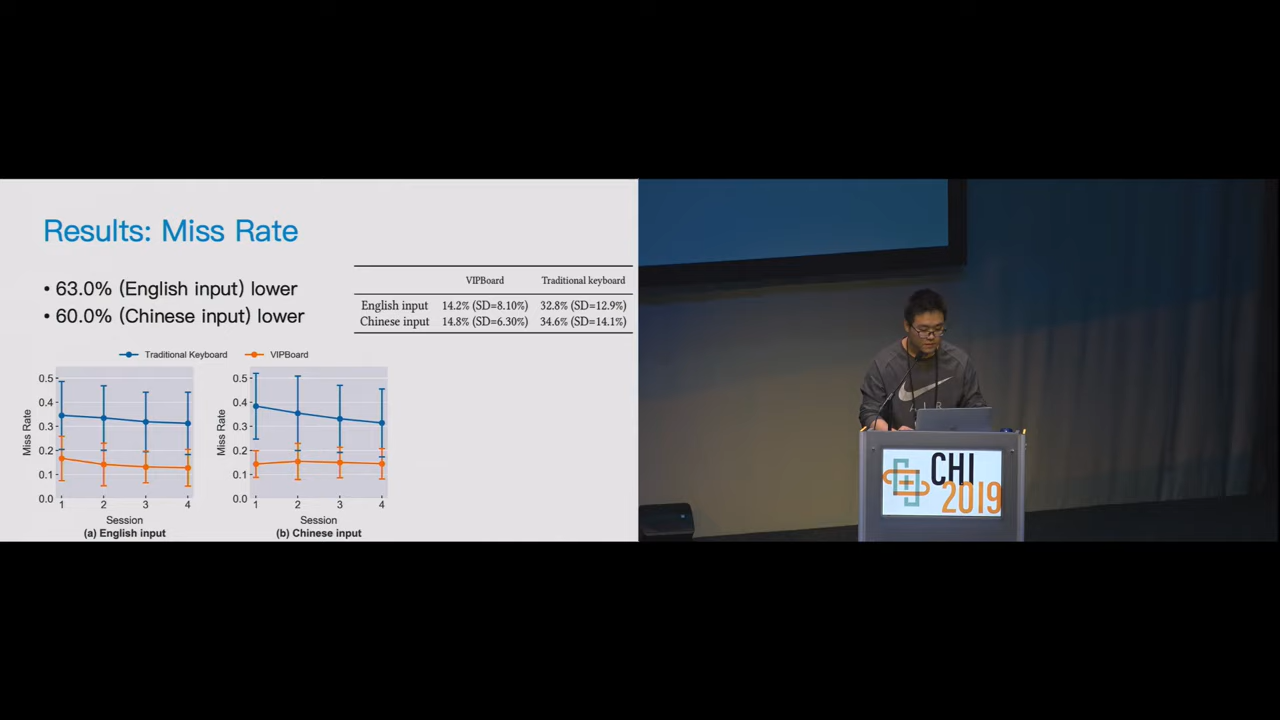 Results: Miss Rate
• 63.0% (English input) lower
• 60.0% (Chinese input) lower
VIPBoard Traditional keyboard
English input 14.2% (SD=8.10%) 32.8% (SD=12.9%)
Chinese input 14.8% (SD=6.30%) 34.6% (SD=14.1%)
Traditional Keyboard VIPBoard
0.5
0.4
0.3
0.2
0.1
0.0
Miss Rate
1 2 3 4
Session
(a) English input
0.5
0.4
0.3
0.2
0.1
0.0
Miss Rate
1 2 3 4
Session
(b) Chinese input
AIR
CHI
2019